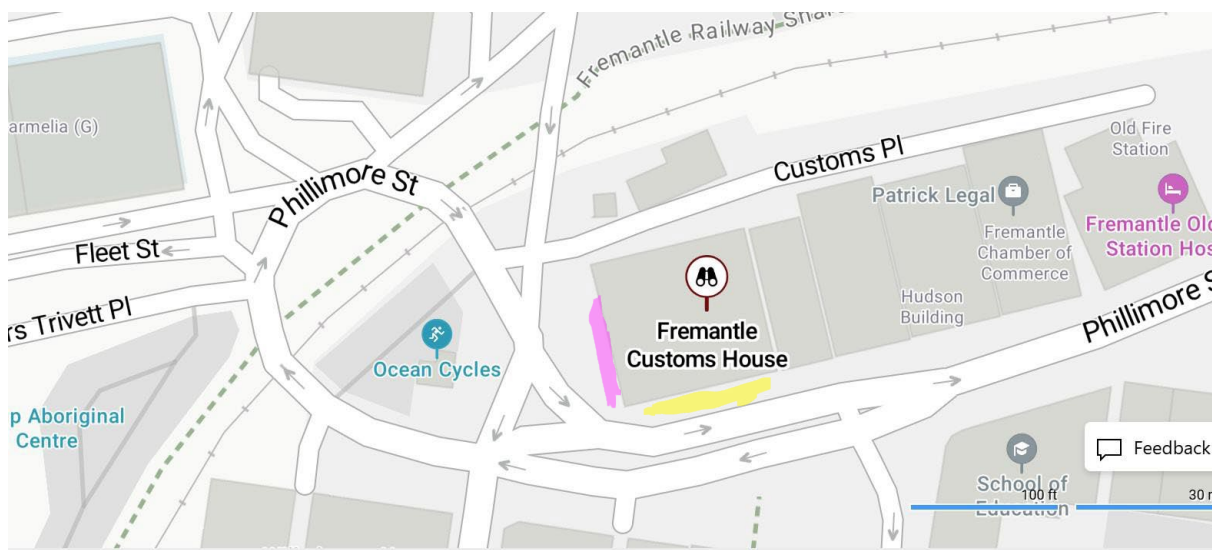 Fremantle Railway
armelia (G)
Old Fire
Station
Customs Pl
Phillimore St
Patrick Legal
Fremantle
Chamber of
Commerce
Fremantle Old
Station Hos
Fleet St
Hudson
Building
rs Trivett Pl
Fremantle
Customs House
Phillimore S
Ocean Cycles
p Aboriginal
Centre
Feedback
School of
Education
100 ft
30